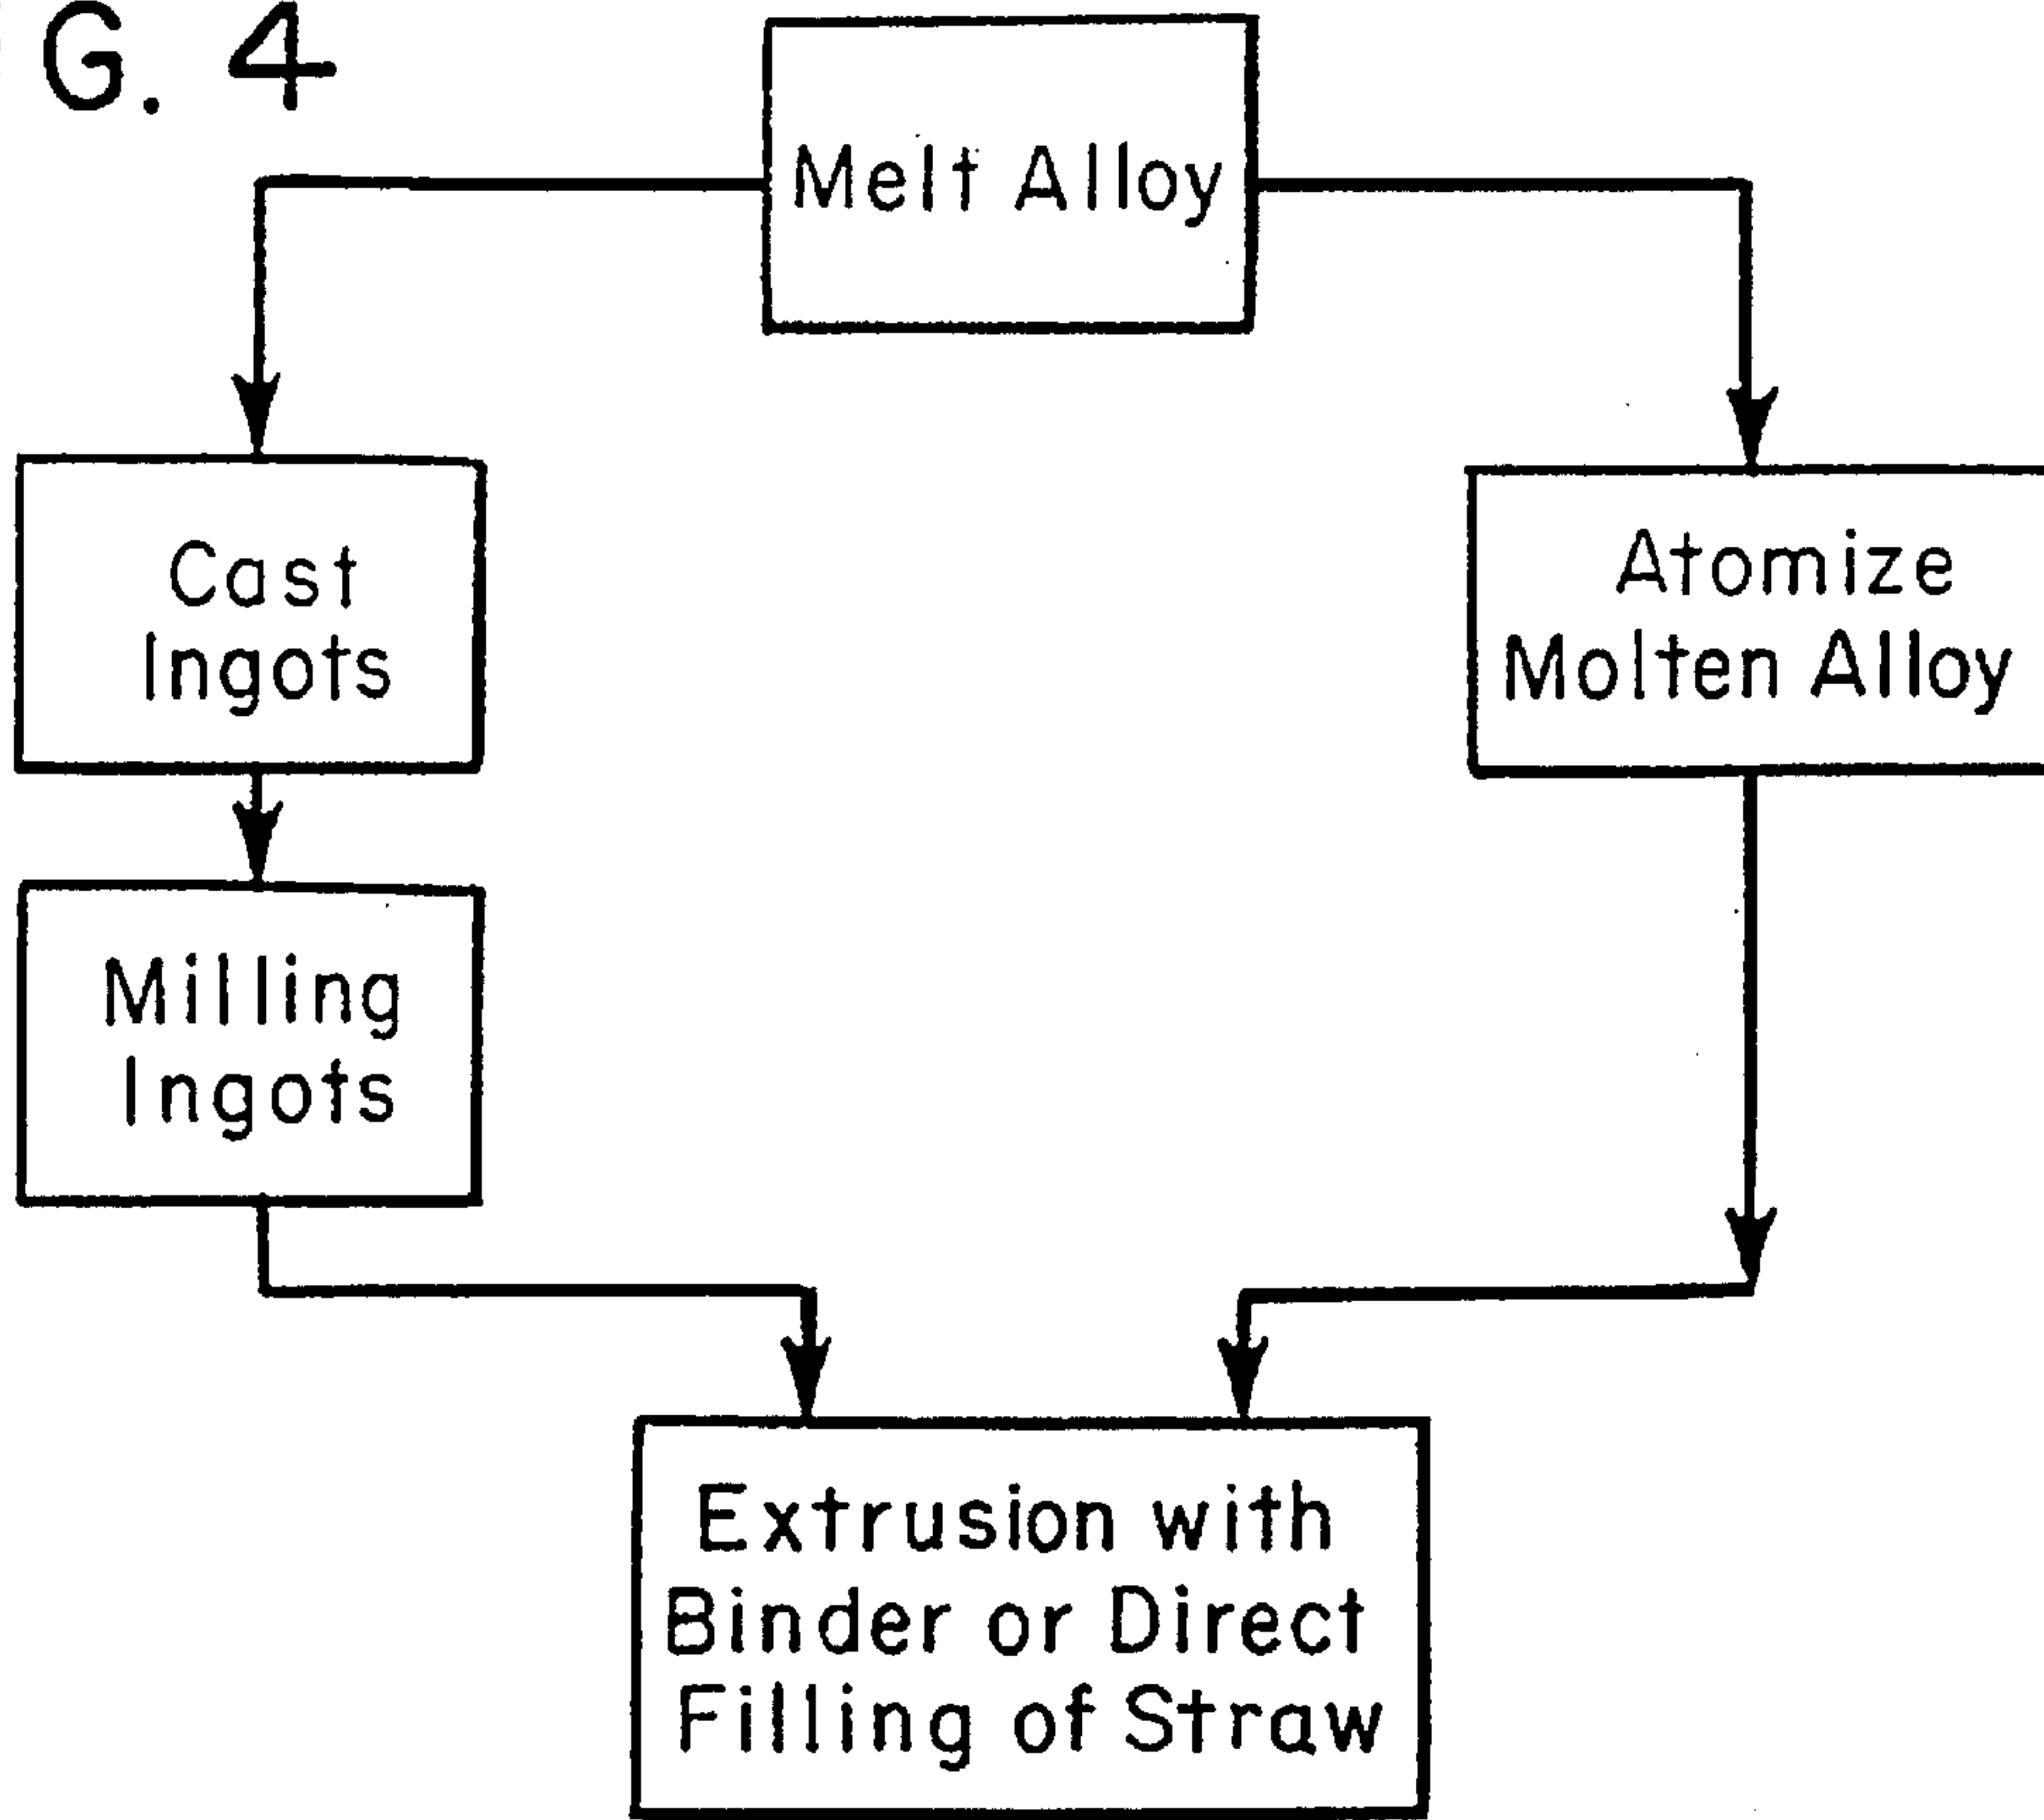 G. 4
Melt Alloy
Cast
Ingots
Atomize
Molten Alloy
Milling
Ingots
Extrusion with
Binder or Direct
Filling of Straw